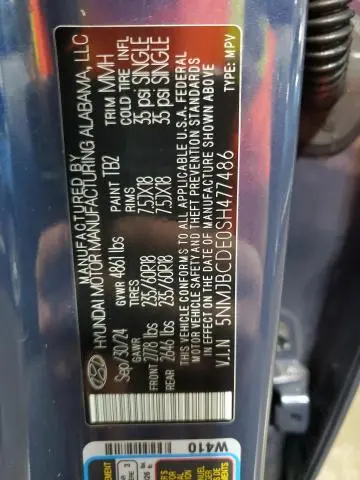 MANUFACTURED BY
HYUNDAI MOTOR MANUFACTURING ALABAMA, LLC
Sep/30/24 GVWR 4861 lbs PAINT TB2 TRIM MMH
GAWR TIRES RIMS COLD TIRE INFL
FRONT 2778 lbs 235/60R18 7.5JX18 35 psi SINGLE
REAR 2646 lbs 235/60R18 7.5JX18 35 psi SINGLE
THIS VEHICLE CONFORMS TO ALL APPLICABLE U.S.A. FEDERAL
MOTOR VEHICLE SAFETY AND THEFT PREVENTION STANDARDS
IN EFFECT ON THE DATE OF MANUFACTURE SHOWN ABOVE
V.I.N 5NMJBCDE0SH477486 TYPE: MPV
W410